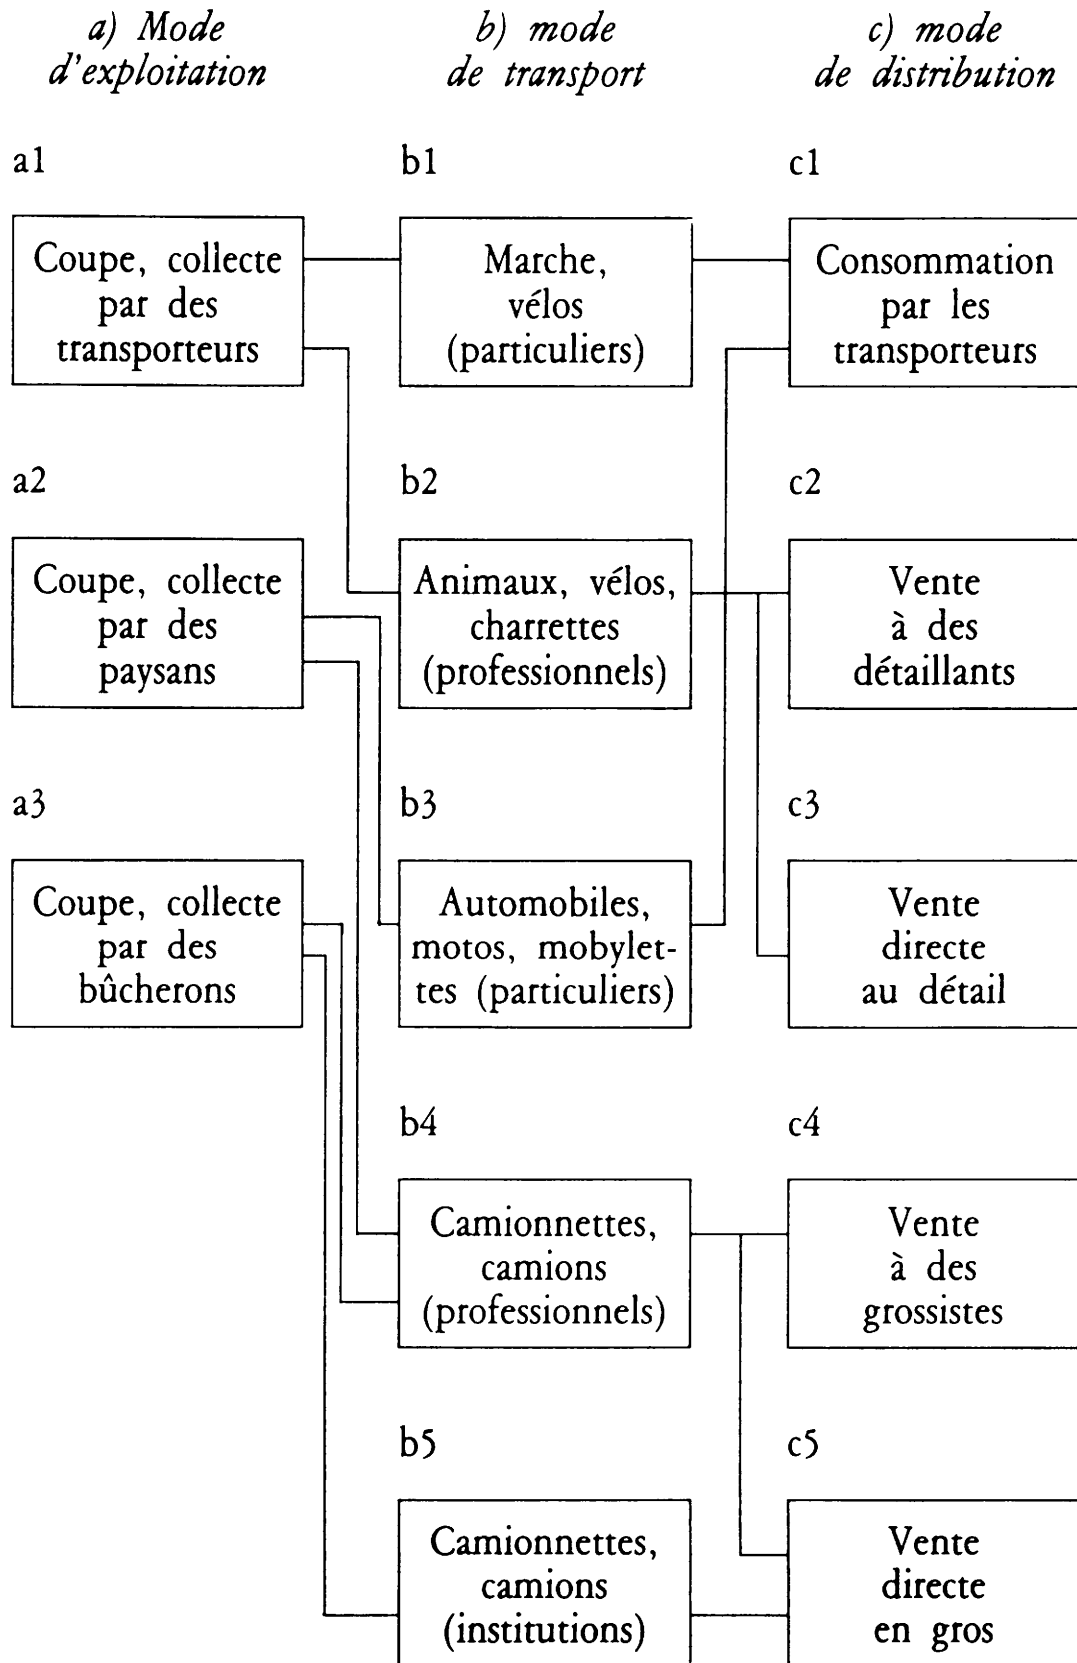 a) Mode
d'exploitation
b) mode
de transport
c) mode
de distribution
a1
b1
c1
Coupe, collecte
par des
transporteurs
Marche,
vélos
(particuliers)
Consommation
par les
transporteurs
a2
b2
c2
Coupe, collecte
par des
paysans
Animaux, vélos,
charrettes
(professionnels)
Vente
à des
détaillants
a3
b3
c3
Coupe, collecte
par des
bûcherons
Automobiles,
motos, mobylet-
tes (particuliers)
Vente
directe
au détail
b4
c4
Camionnettes,
camions
(professionnels)
Vente
à des
grossistes
b5
c5
Camionnettes,
camions
(institutions)
Vente
directe
en gros